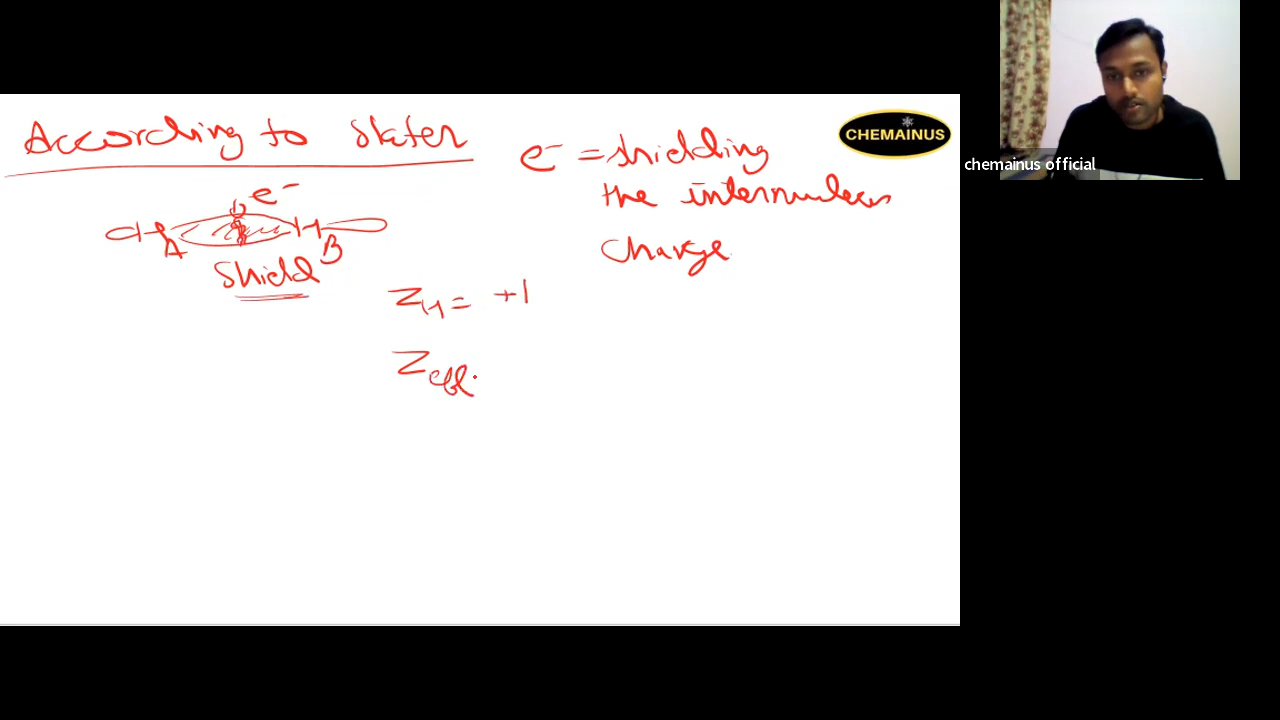 According to Slater
e⁻ = shielding
the internuclear
charge.
e⁻
A
B
Shield
Z_H = +1
Z_eff.
CHEMAINUS
chemainus official